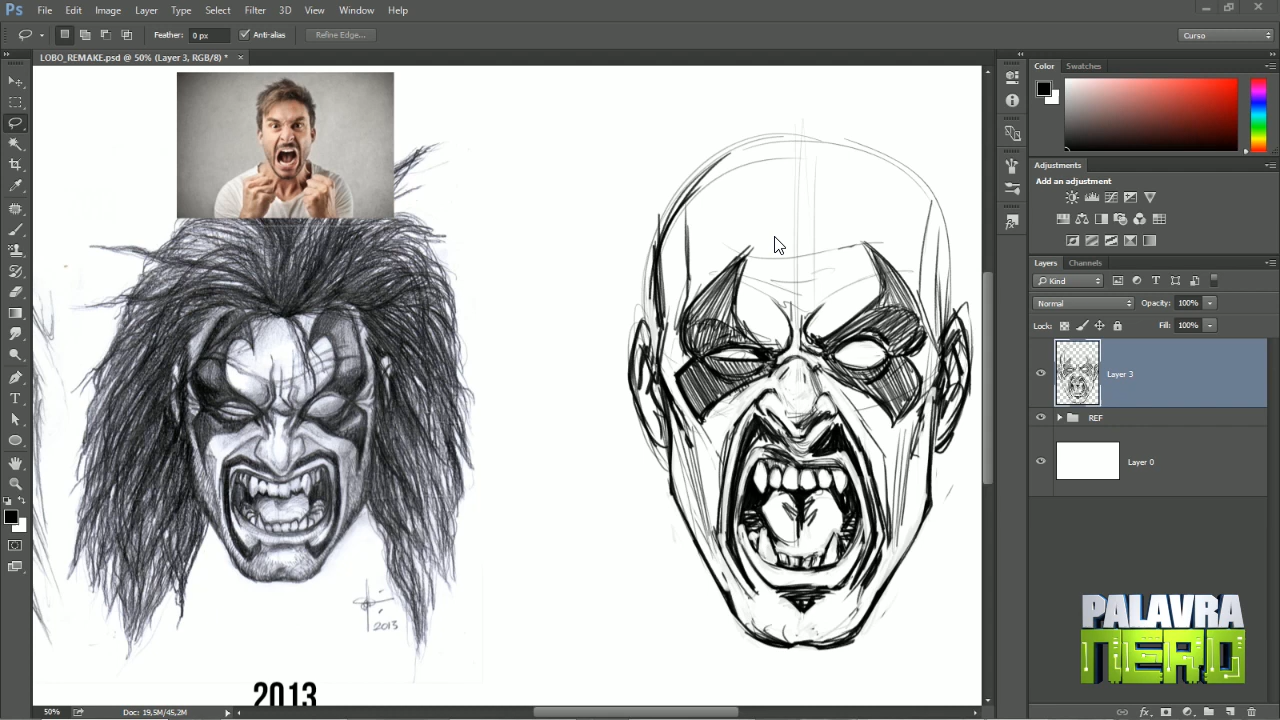 Ps File Edit Image Layer Type Select Filter 3D View Window Help
Feather: 0 px Anti-alias Refine Edge... Curso
LOBO_REMAKE.psd @ 50% (Layer 3, RGB/8) * ×
Color Swatches
Adjustments
Add an adjustment
Layers Channels
Kind
Normal Opacity: 100%
Lock: Fill: 100%
Layer 3
REF
Layer 0
2013
2013
PALAVRA
NERD
50% Doc: 19,5M/45,2M